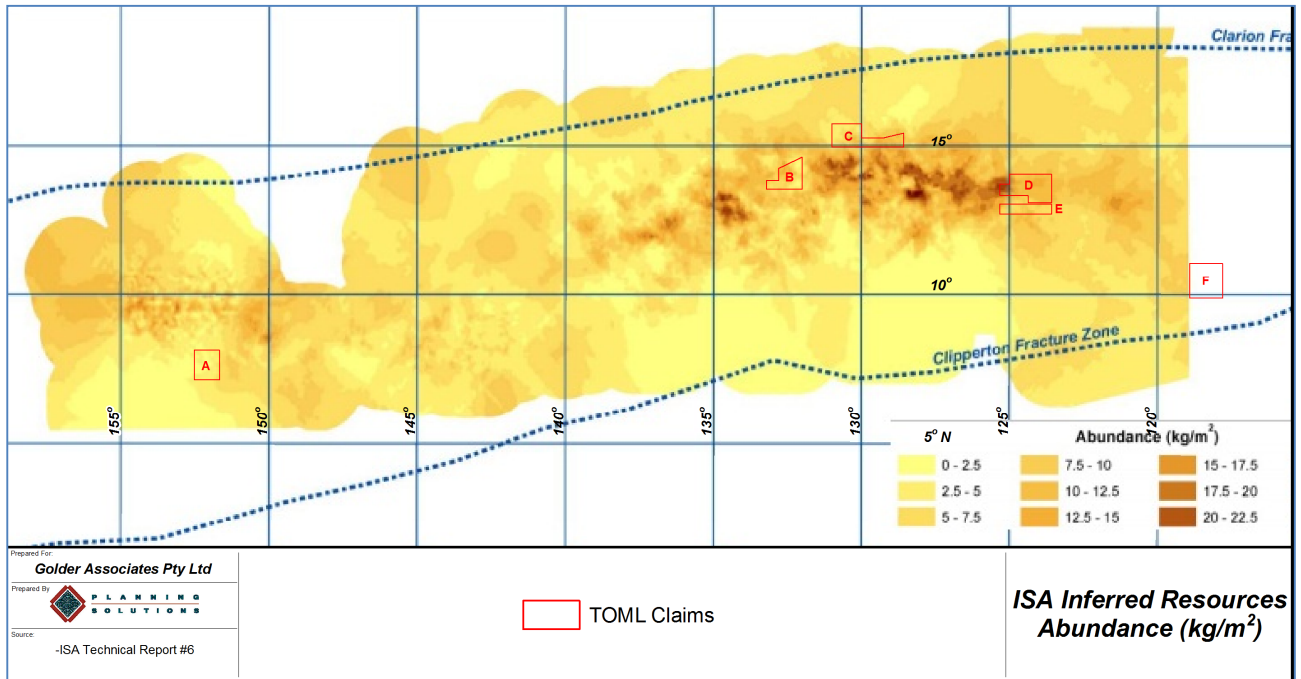 Clarion Fra
C
15°
B
D
E
10°
F
Clipperton Fracture Zone
A
155°
150°
145°
140°
135°
130°
125°
120°
5° N
Abundance (kg/m²)
0 - 2.5
7.5 - 10
15 - 17.5
2.5 - 5
10 - 12.5
17.5 - 20
5 - 7.5
12.5 - 15
20 - 22.5
Prepared For:
Golder Associates Pty Ltd
Prepared By
PLANNING
SOLUTIONS
Source:
-ISA Technical Report #6
TOML Claims
ISA Inferred Resources
Abundance (kg/m²)